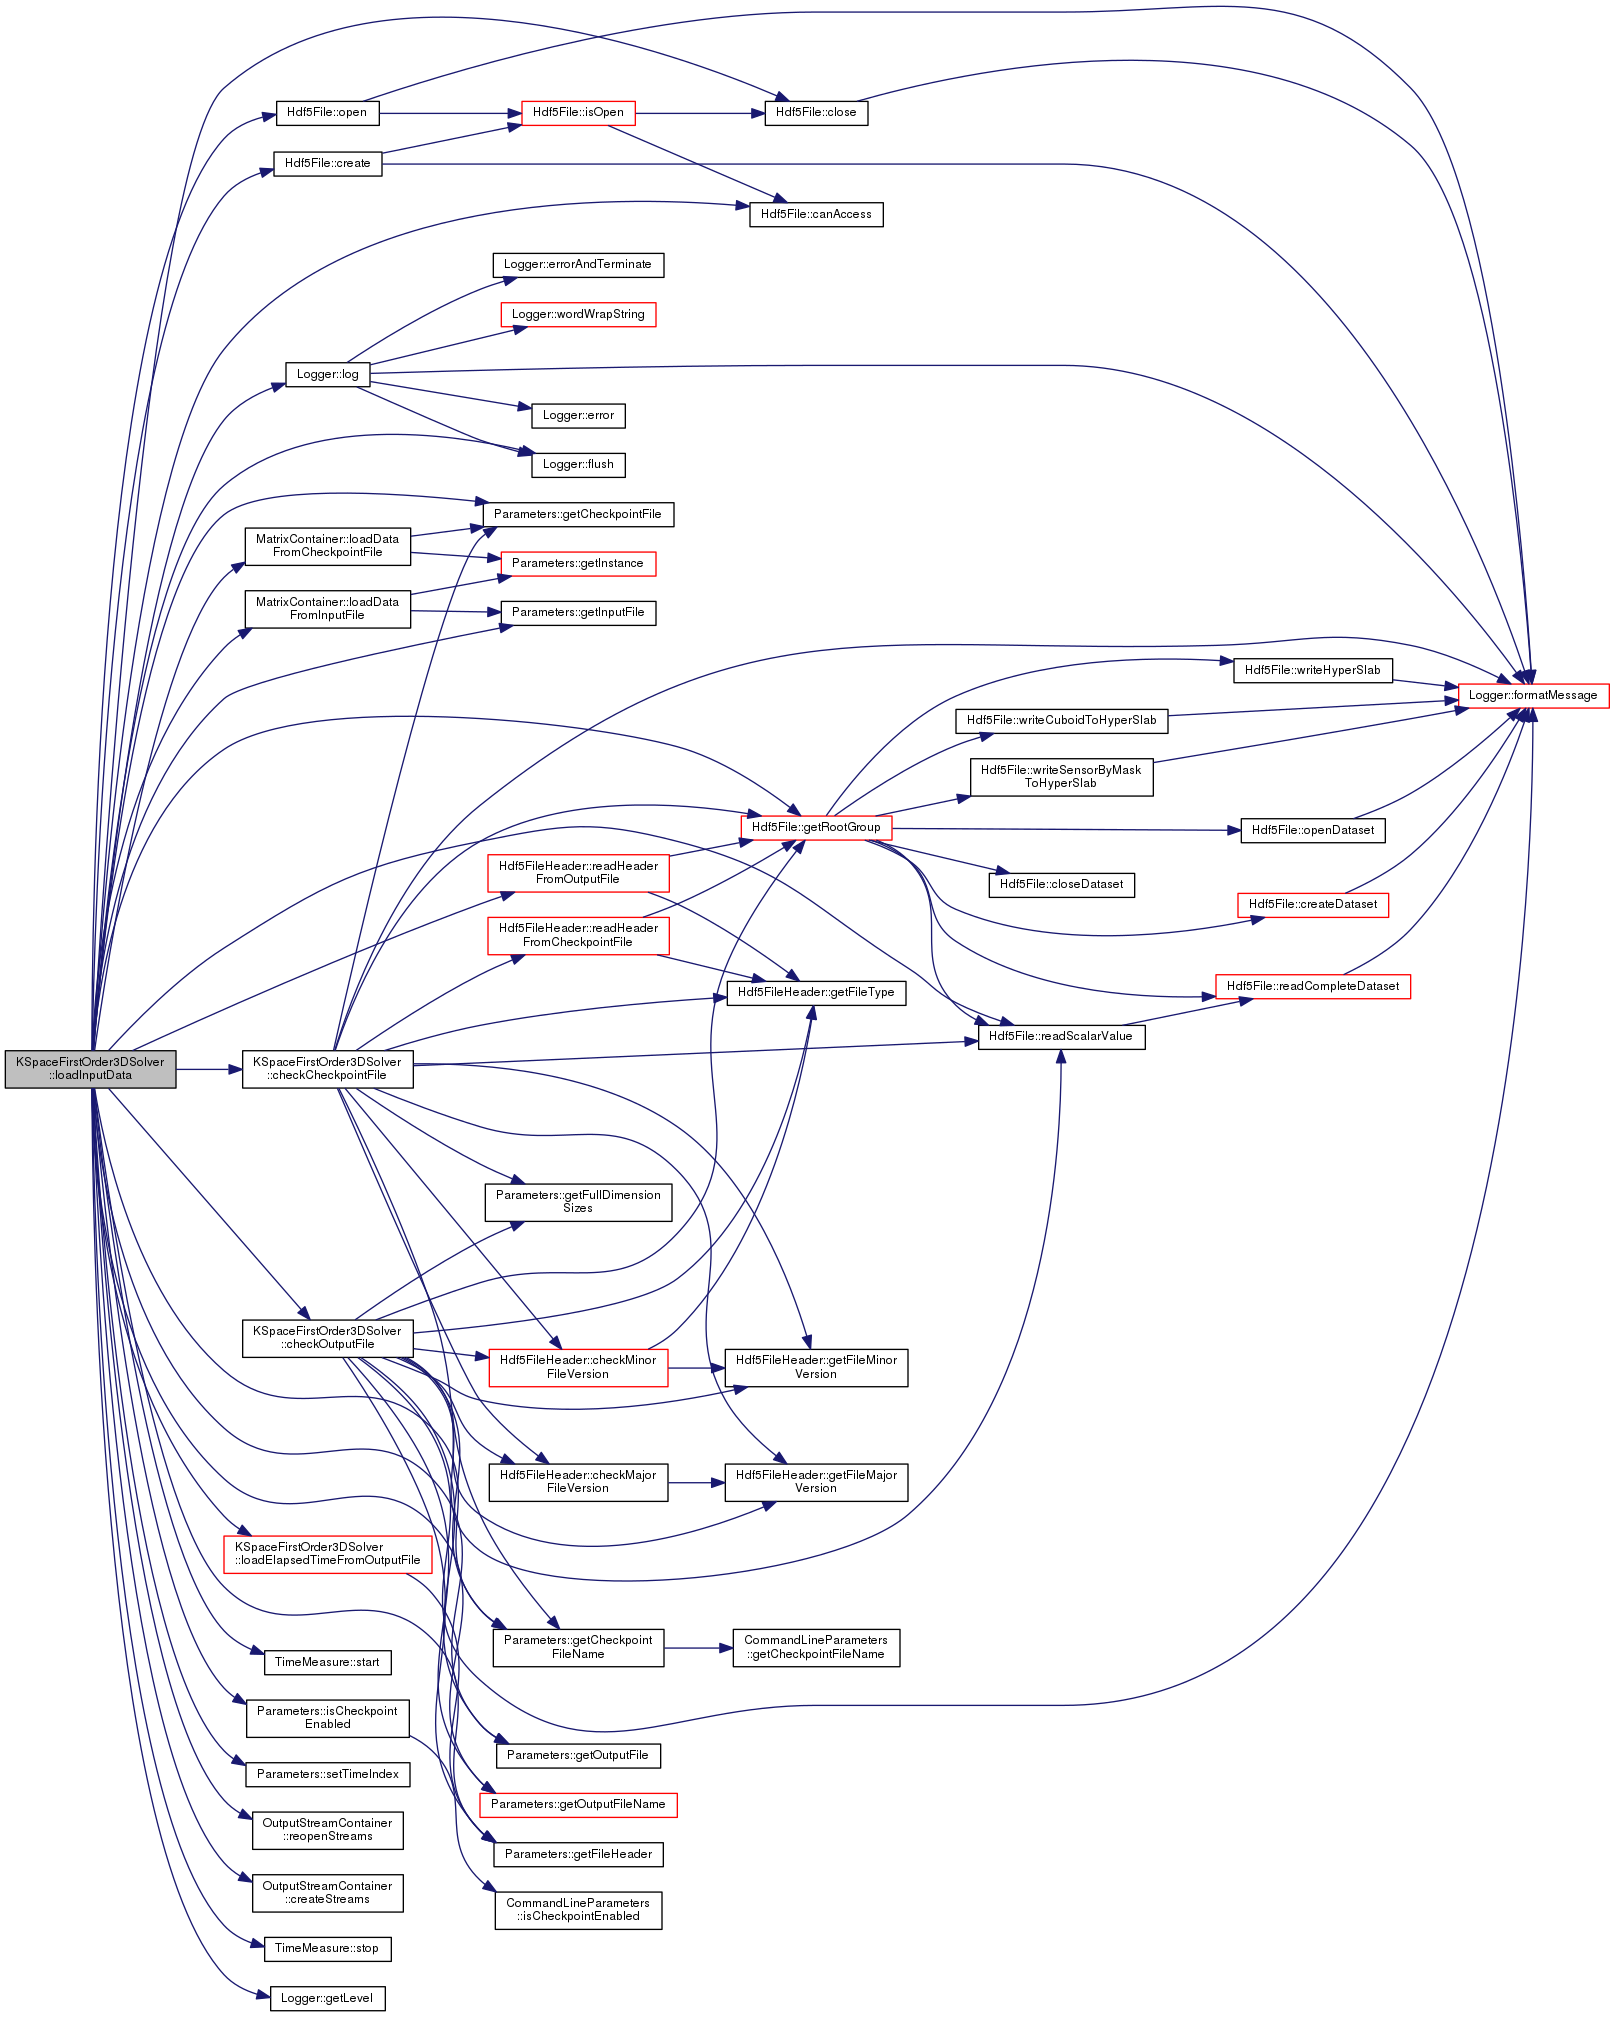 Hdf5File::open
Hdf5File::isOpen
Hdf5File::close
Hdf5File::create
Hdf5File::canAccess
Logger::errorAndTerminate
Logger::wordWrapString
Logger::log
Logger::error
Logger::flush
Parameters::getCheckpointFile
MatrixContainer::loadData
FromCheckpointFile
Parameters::getInstance
MatrixContainer::loadData
FromInputFile
Parameters::getInputFile
Hdf5File::writeHyperSlab
Logger::formatMessage
Hdf5File::writeCuboidToHyperSlab
Hdf5File::writeSensorByMask
ToHyperSlab
Hdf5File::getRootGroup
Hdf5File::openDataset
Hdf5FileHeader::readHeader
FromOutputFile
Hdf5File::closeDataset
Hdf5File::createDataset
Hdf5FileHeader::readHeader
FromCheckpointFile
Hdf5File::readCompleteDataset
Hdf5FileHeader::getFileType
Hdf5File::readScalarValue
KSpaceFirstOrder3DSolver
::loadInputData
KSpaceFirstOrder3DSolver
::checkCheckpointFile
Parameters::getFullDimension
Sizes
KSpaceFirstOrder3DSolver
::checkOutputFile
Hdf5FileHeader::checkMinor
FileVersion
Hdf5FileHeader::getFileMinor
Version
Hdf5FileHeader::checkMajor
FileVersion
Hdf5FileHeader::getFileMajor
Version
KSpaceFirstOrder3DSolver
::loadElapsedTimeFromOutputFile
Parameters::getCheckpoint
FileName
CommandLineParameters
::getCheckpointFileName
TimeMeasure::start
Parameters::isCheckpoint
Enabled
Parameters::getOutputFile
Parameters::setTimeIndex
Parameters::getOutputFileName
OutputStreamContainer
::reopenStreams
Parameters::getFileHeader
OutputStreamContainer
::createStreams
CommandLineParameters
::isCheckpointEnabled
TimeMeasure::stop
Logger::getLevel